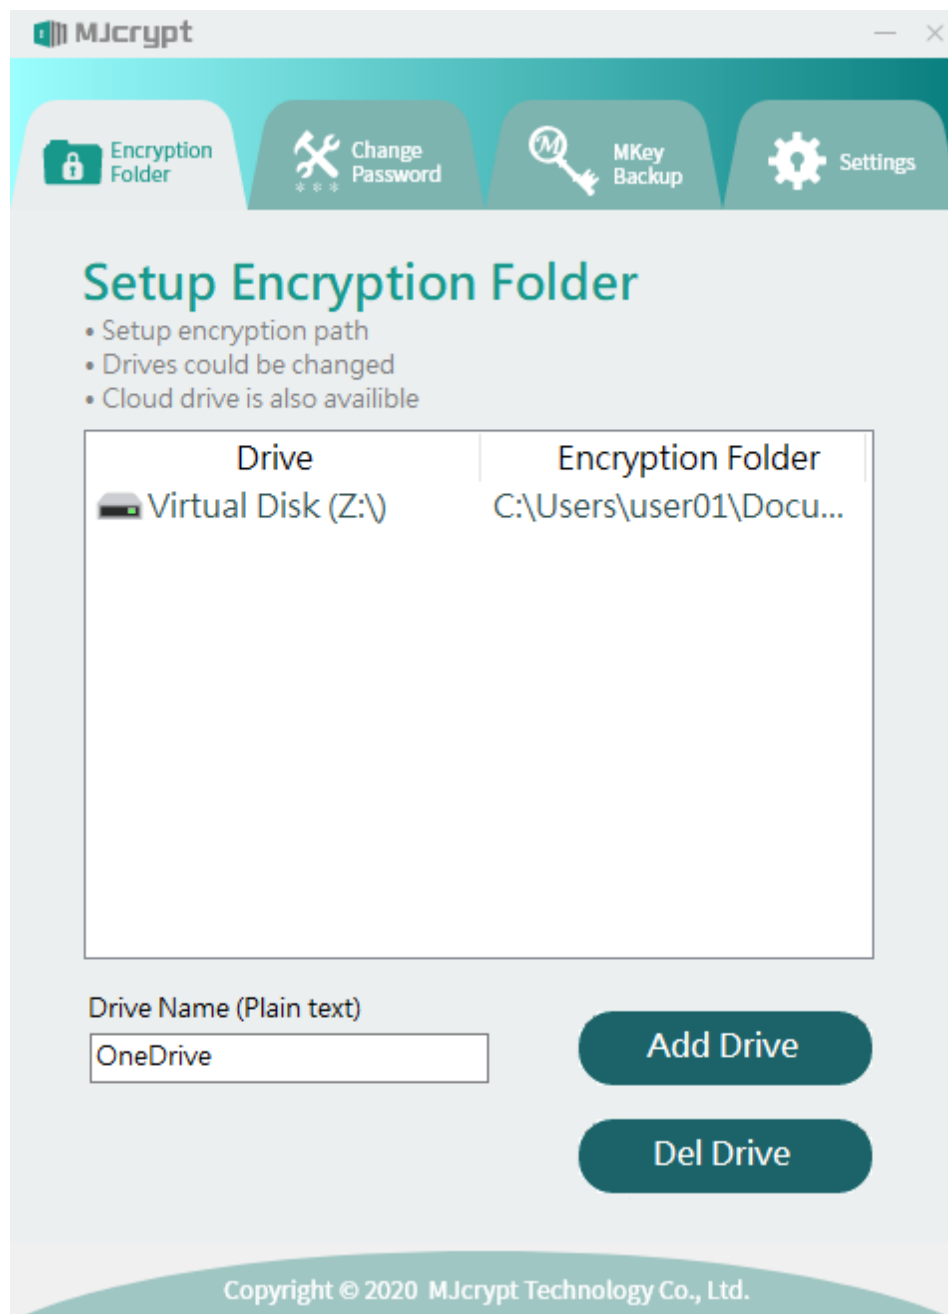 MJcrypt
Encryption
Folder
Change
Password
***
MKey
Backup
Settings
Setup Encryption Folder
• Setup encryption path
• Drives could be changed
• Cloud drive is also availible
Drive Encryption Folder
Virtual Disk (Z:\) C:\Users\user01\Docu...
Drive Name (Plain text)
OneDrive
Add Drive
Del Drive
Copyright © 2020 MJcrypt Technology Co., Ltd.